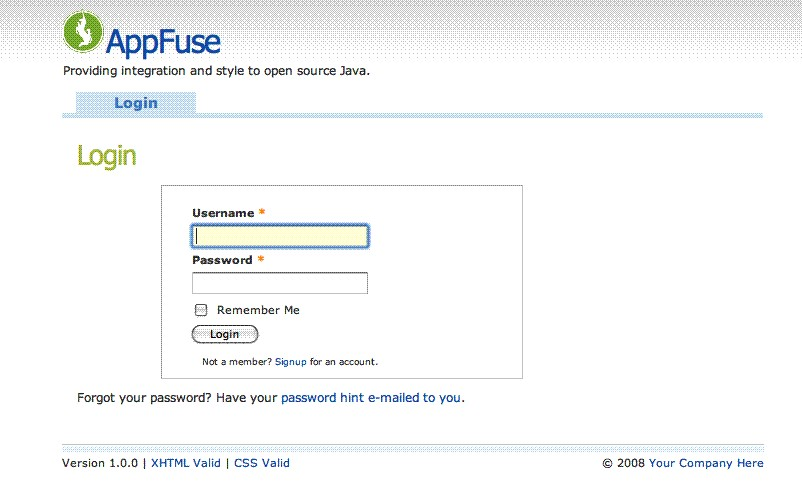 AppFuse
Providing integration and style to open source Java.
Login
Login
Username *
Password *
Remember Me
Login
Not a member? Signup for an account.
Forgot your password? Have your password hint e-mailed to you.
Version 1.0.0 | XHTML Valid | CSS Valid
© 2008 Your Company Here